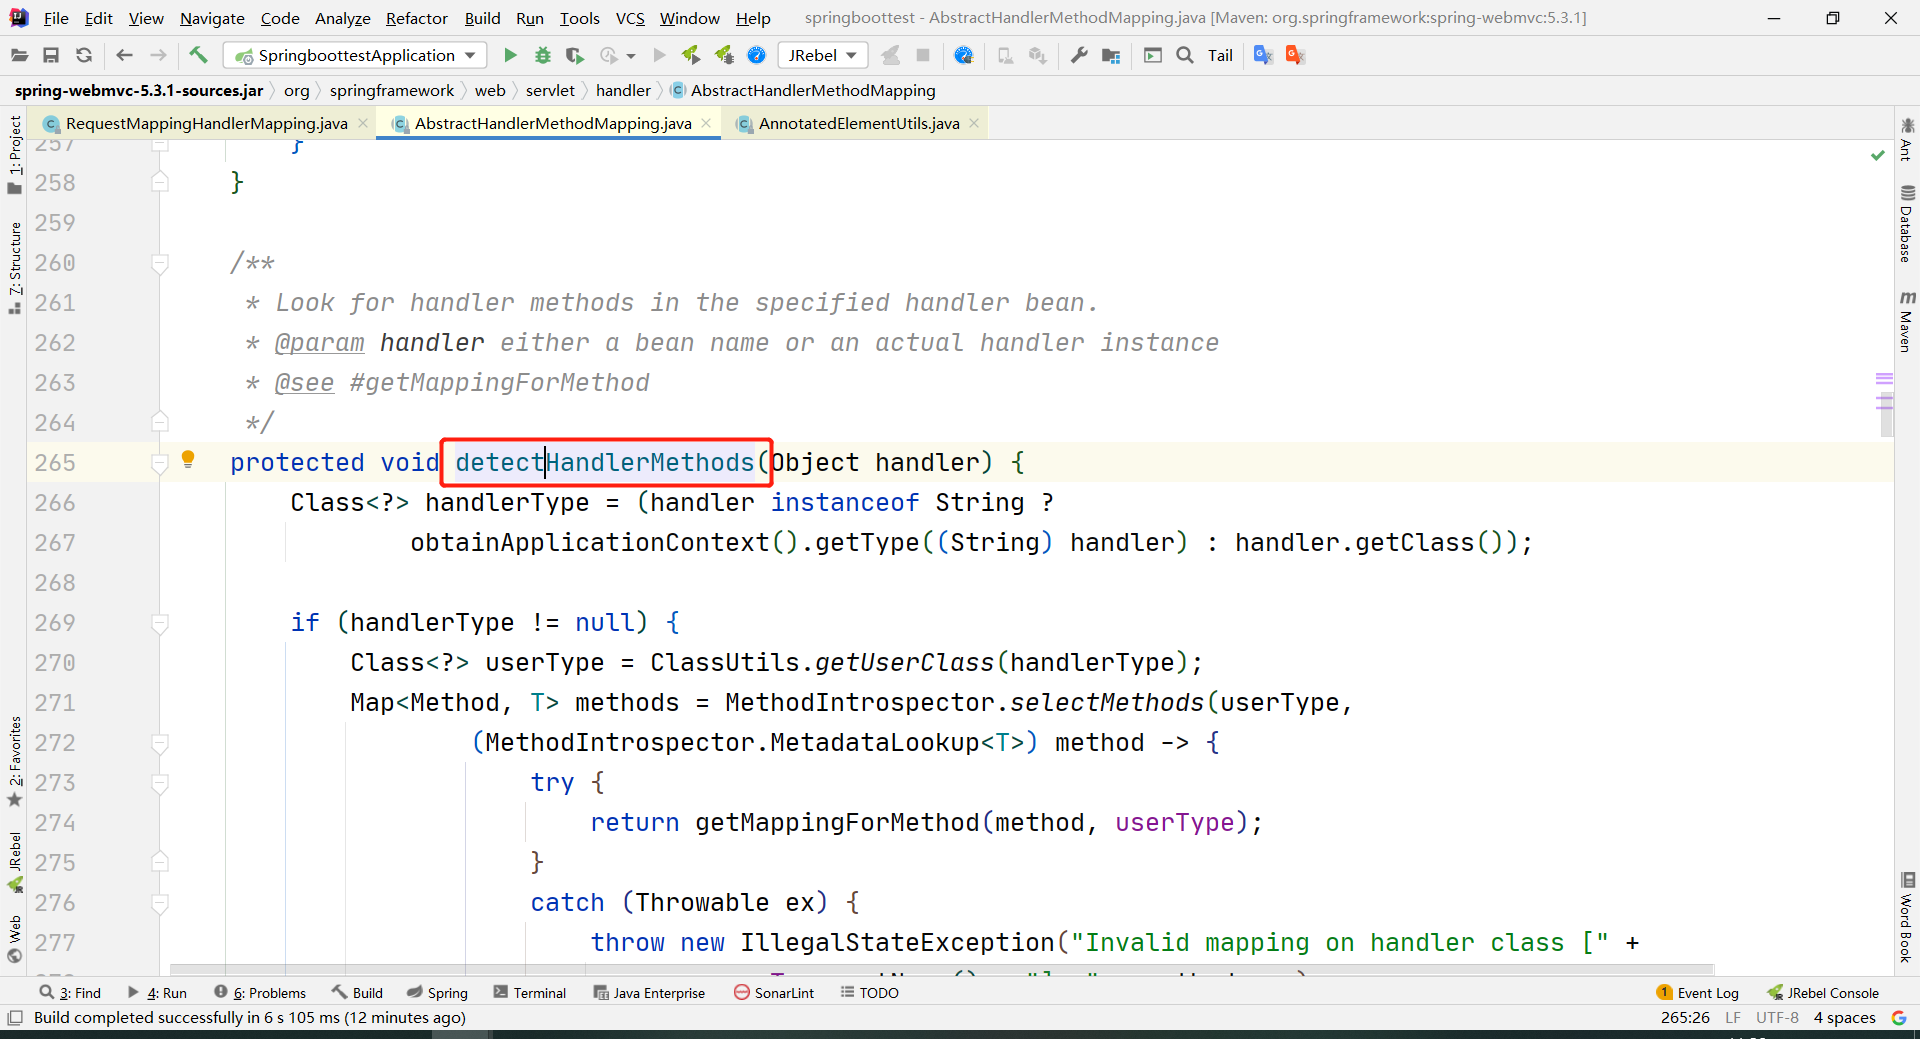 File Edit View Navigate Code Analyze Refactor Build Run Tools VCS Window Help springboottest - AbstractHandlerMethodMapping.java [Maven: org.springframework:spring-webmvc:5.3.1]
SpringboottestApplication JRebel Tail
spring-webmvc-5.3.1-sources.jar org springframework web servlet handler AbstractHandlerMethodMapping
RequestMappingHandlerMapping.java AbstractHandlerMethodMapping.java AnnotatedElementUtils.java
1: Project
7: Structure
2: Favorites
JRebel
Web
257 }
258 }
259
260 /**
261 * Look for handler methods in the specified handler bean.
262 * @param handler either a bean name or an actual handler instance
263 * @see #getMappingForMethod
264 */
265 protected void detectHandlerMethods(Object handler) {
266 Class<?> handlerType = (handler instanceof String ?
267 obtainApplicationContext().getType((String) handler) : handler.getClass());
268
269 if (handlerType != null) {
270 Class<?> userType = ClassUtils.getUserClass(handlerType);
271 Map<Method, T> methods = MethodIntrospector.selectMethods(userType,
272 (MethodIntrospector.MetadataLookup<T>) method -> {
273 try {
274 return getMappingForMethod(method, userType);
275 }
276 catch (Throwable ex) {
277 throw new IllegalStateException("Invalid mapping on handler class [" +
Ant
Database
Maven
Word Book
3: Find 4: Run 6: Problems Build Spring Terminal Java Enterprise SonarLint TODO 1 Event Log JRebel Console
Build completed successfully in 6 s 105 ms (12 minutes ago) 265:26 LF UTF-8 4 spaces